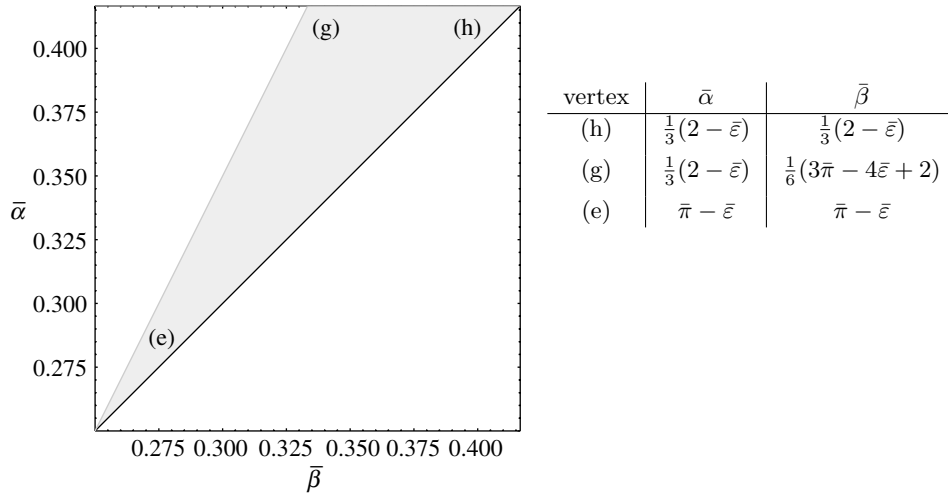 (g) (h)
0.400
0.375
0.350
ᾱ
0.325
0.300
(e)
0.275
0.275 0.300 0.325 0.350 0.375 0.400
β̄
vertex ᾱ β̄
(h) 1/3(2 − ε̄) 1/3(2 − ε̄)
(g) 1/3(2 − ε̄) 1/6(3π̄ − 4ε̄ + 2)
(e) π̄ − ε̄ π̄ − ε̄